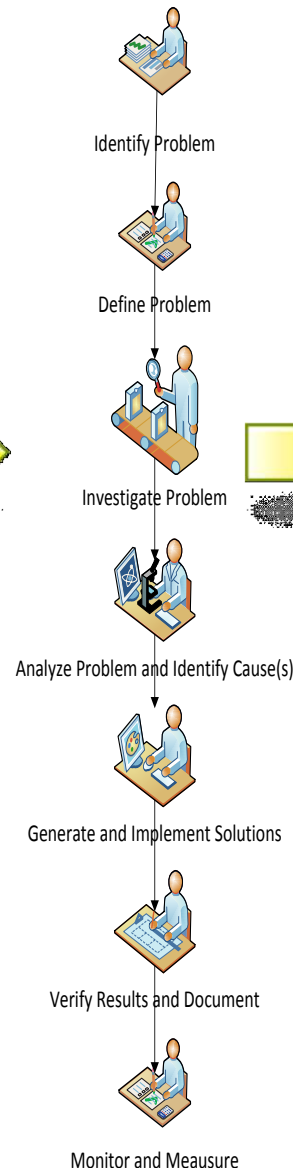 Identify Problem
Define Problem
Investigate Problem
Analyze Problem and Identify Cause(s)
Generate and Implement Solutions
Verify Results and Document
Monitor and Meausure